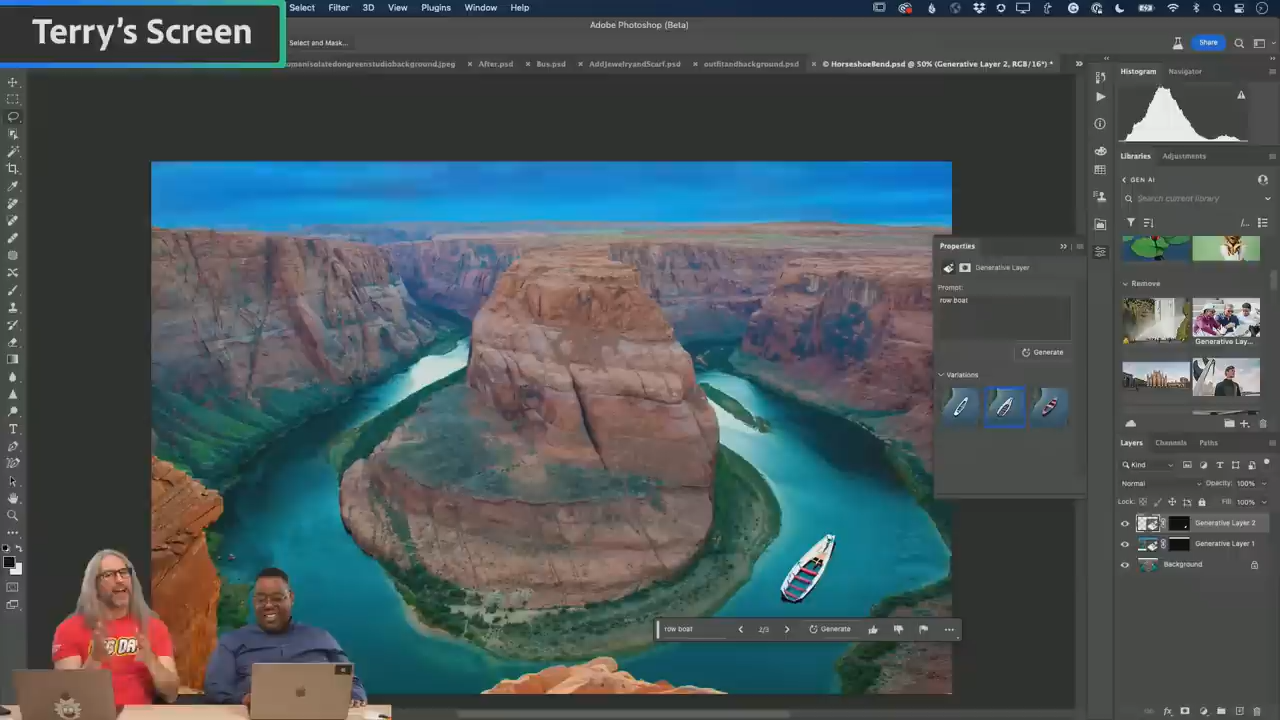 Terry's Screen
Select Filter 3D View Plugins Window Help
Adobe Photoshop (Beta)
Select and Mask...
Share
omanisolatedongreenstudiobackground.jpeg × After.psd × Bus.psd × AddJewelryandScarf.psd × outfitandbackground.psd × © HorseshoeBend.psd @ 50% (Generative Layer 2, RGB/16*) *
Histogram Navigator
Libraries Adjustments
GEN AI
Search current library
Remove
Generative Lay...
Properties
Generative Layer
Prompt:
row boat
Generate
Variations
Layers Channels Paths
Kind
Normal Opacity: 100%
Lock: Fill: 100%
Generative Layer 2
Generative Layer 1
Background
row boat 2/3 Generate